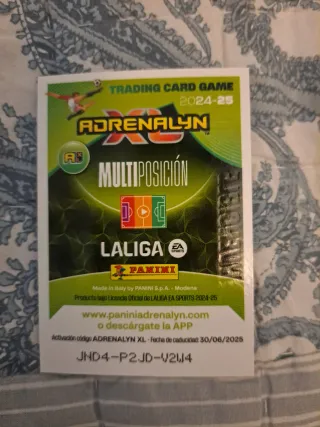 TRADING CARD GAME
2024-25
ADRENALYN
XL
MULTIPOSICIÓN
LALIGA EA SPORTS
PANINI
Made in Italy by PANINI S.p.A. - Modena
Producto bajo Licencia Oficial de LALIGA EA SPORTS 2024-25
www.paniniadrenalyn.com
o descárgate la APP
Activación código ADRENALYN XL - Fecha de caducidad: 30/06/2025
JND4-P2JD-V2W4